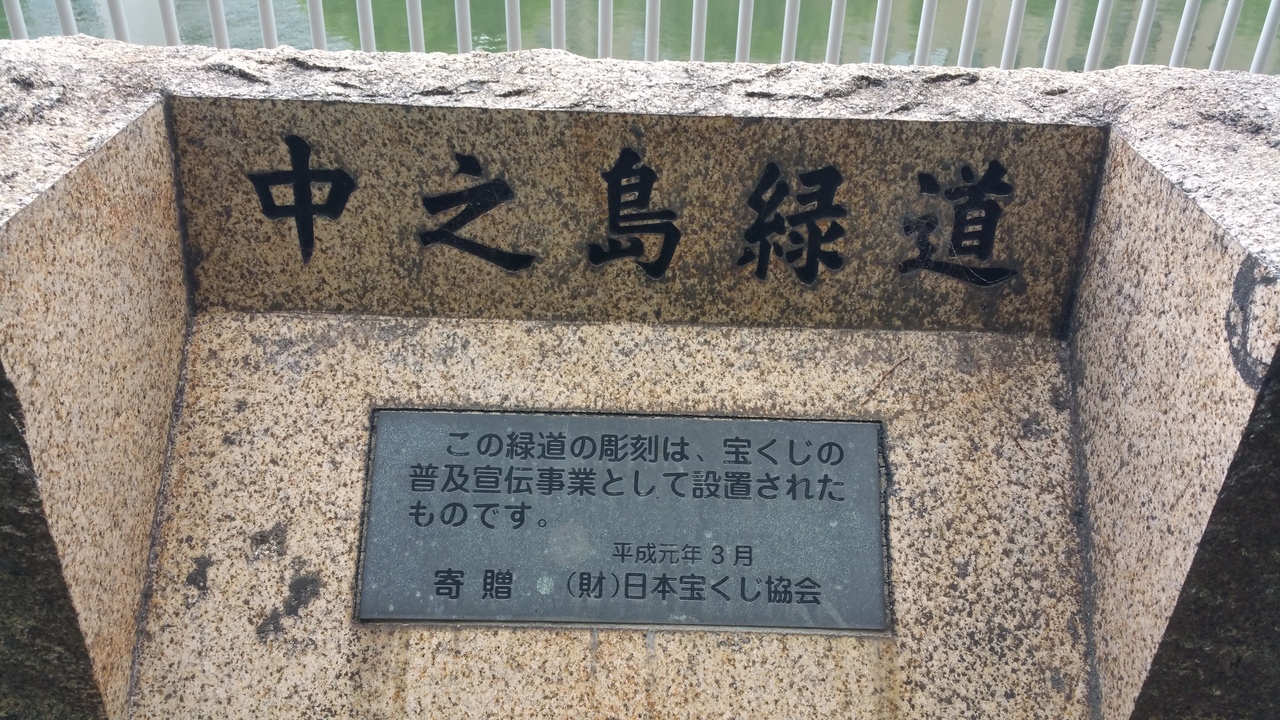 中之島緑道
この緑道の彫刻は、宝くじの
普及宣伝事業として設置された
ものです。
平成元年3月
寄贈 (財)日本宝くじ協会